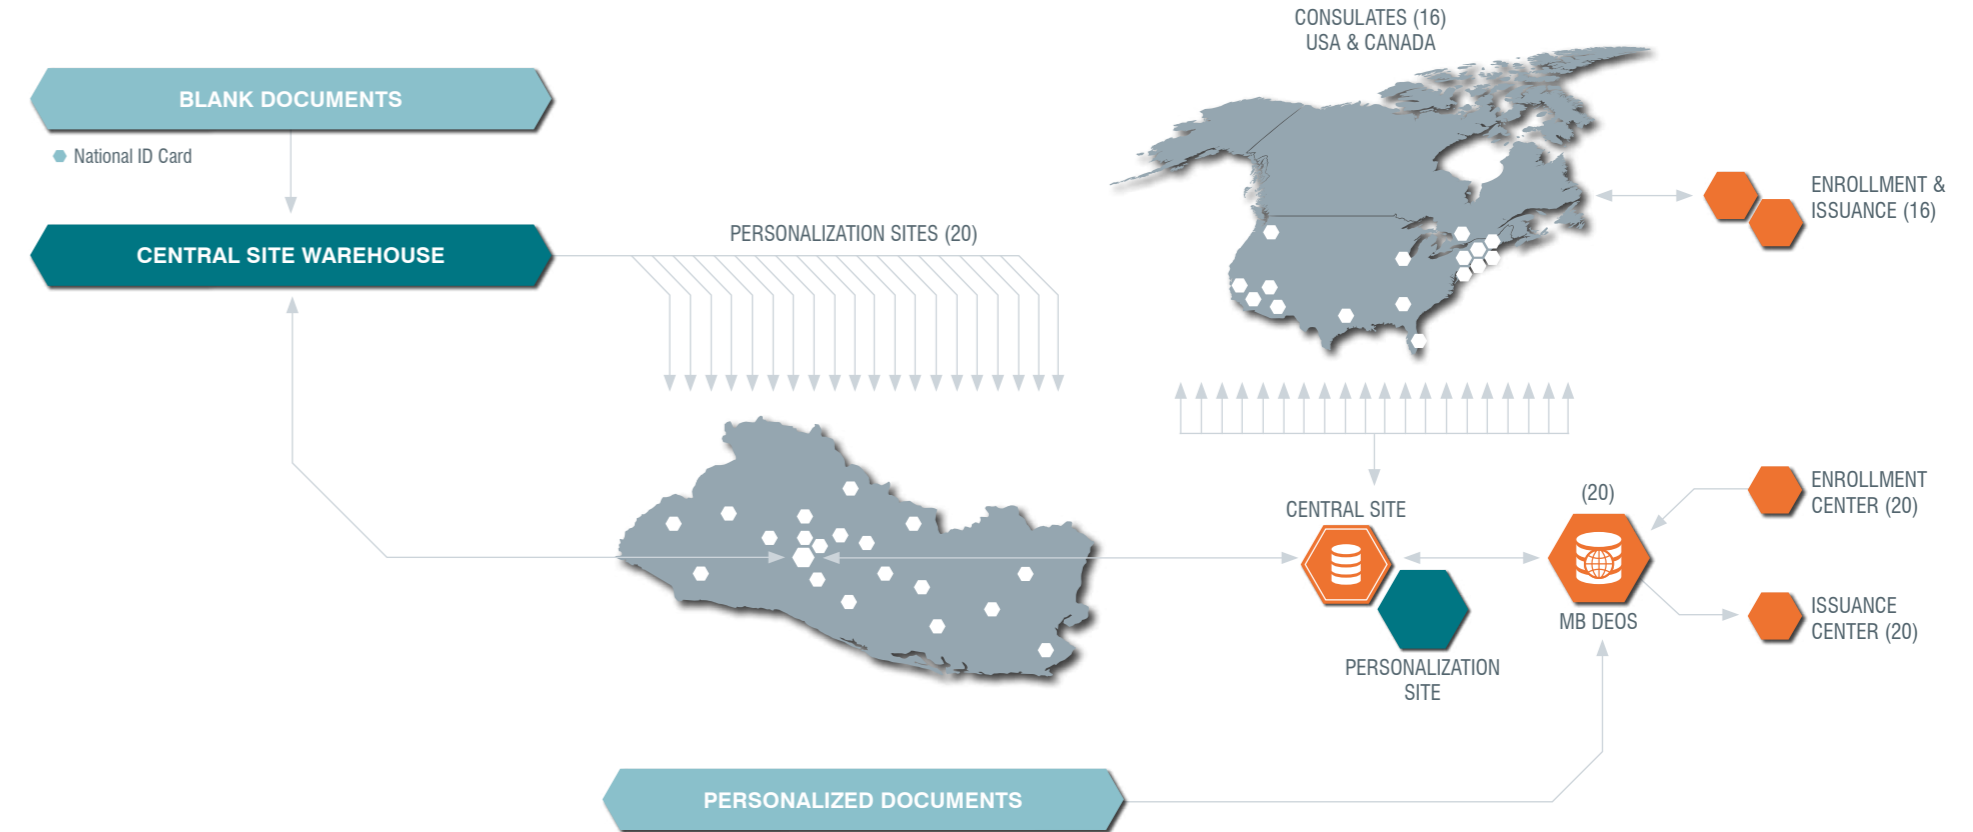 CONSULATES (16)
USA & CANADA
BLANK DOCUMENTS
National ID Card
ENROLLMENT &
ISSUANCE (16)
CENTRAL SITE WAREHOUSE
PERSONALIZATION SITES (20)
CENTRAL SITE
(20)
ENROLLMENT
CENTER (20)
MB DEOS
ISSUANCE
CENTER (20)
PERSONALIZATION
SITE
PERSONALIZED DOCUMENTS